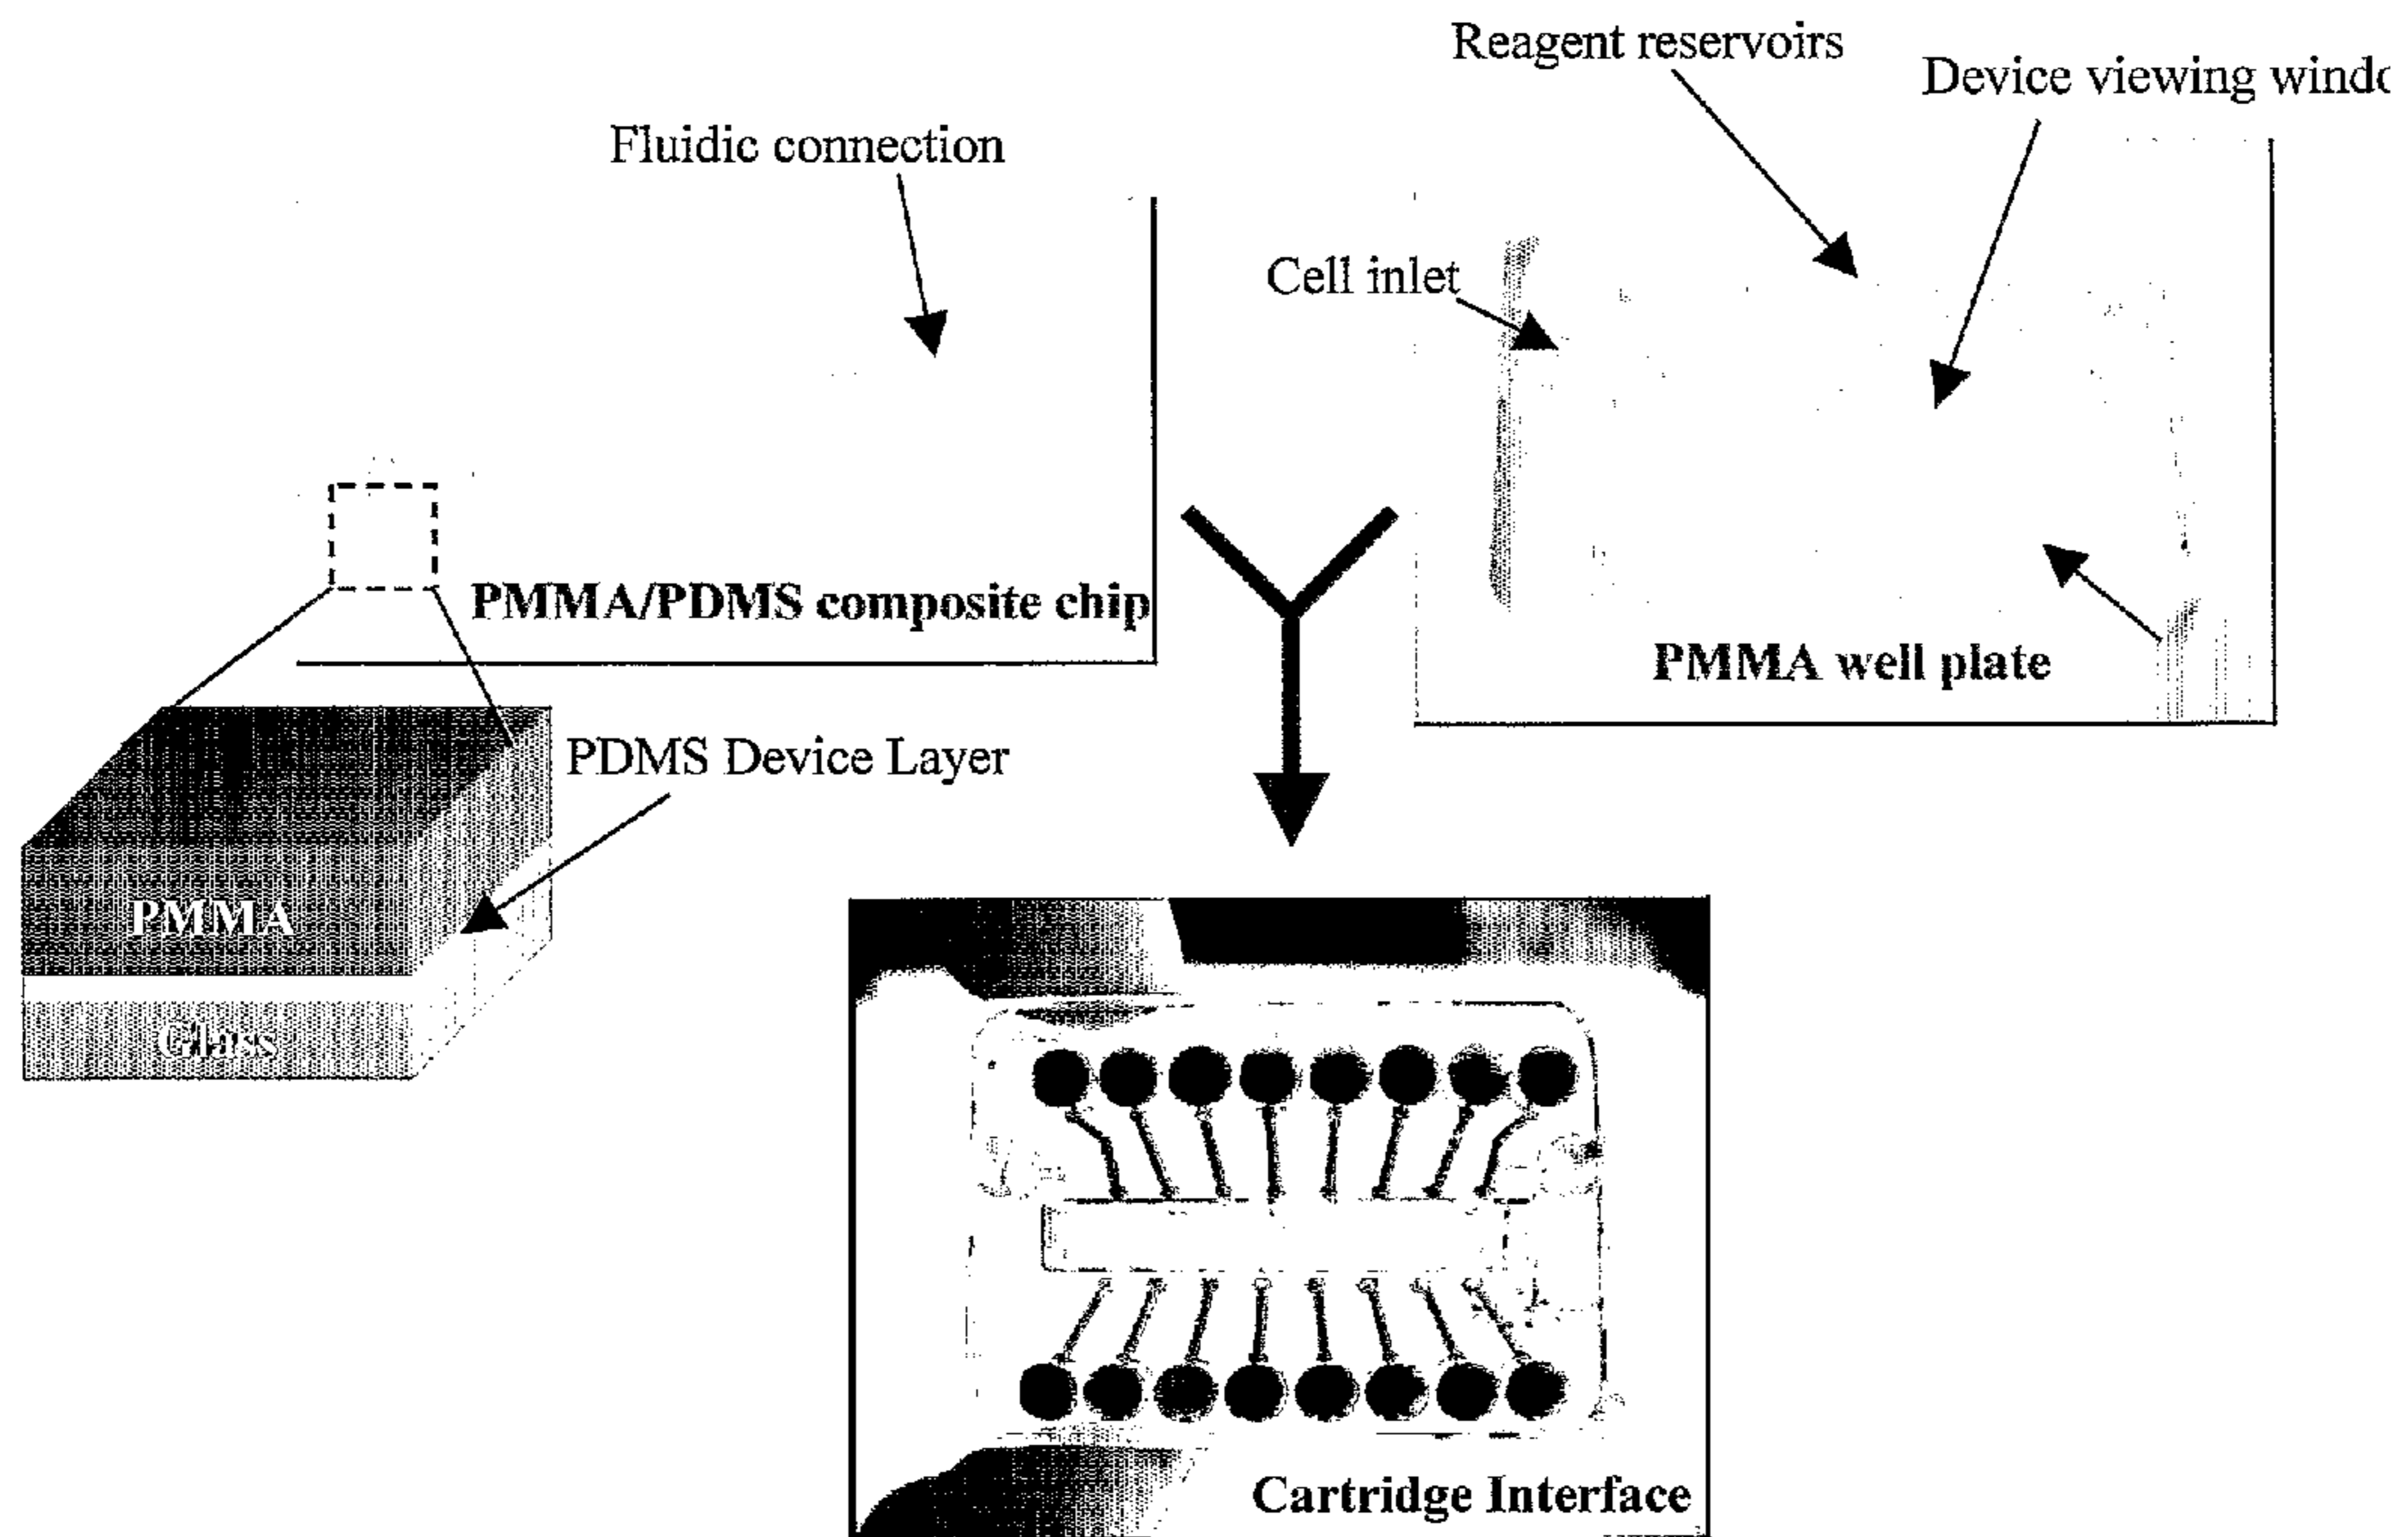 Reagent reservoirs
Device viewing windo
Fluidic connection
Cell inlet
PMMA/PDMS composite chip
PMMA well plate
PDMS Device Layer
PMMA
Glass
Cartridge Interface